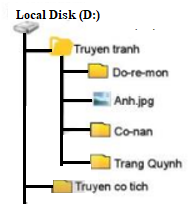 Local Disk (D:)
Truyen tranh
Do-re-mon
Anh.jpg
Co-nan
Trang Quynh
Truyen co tich